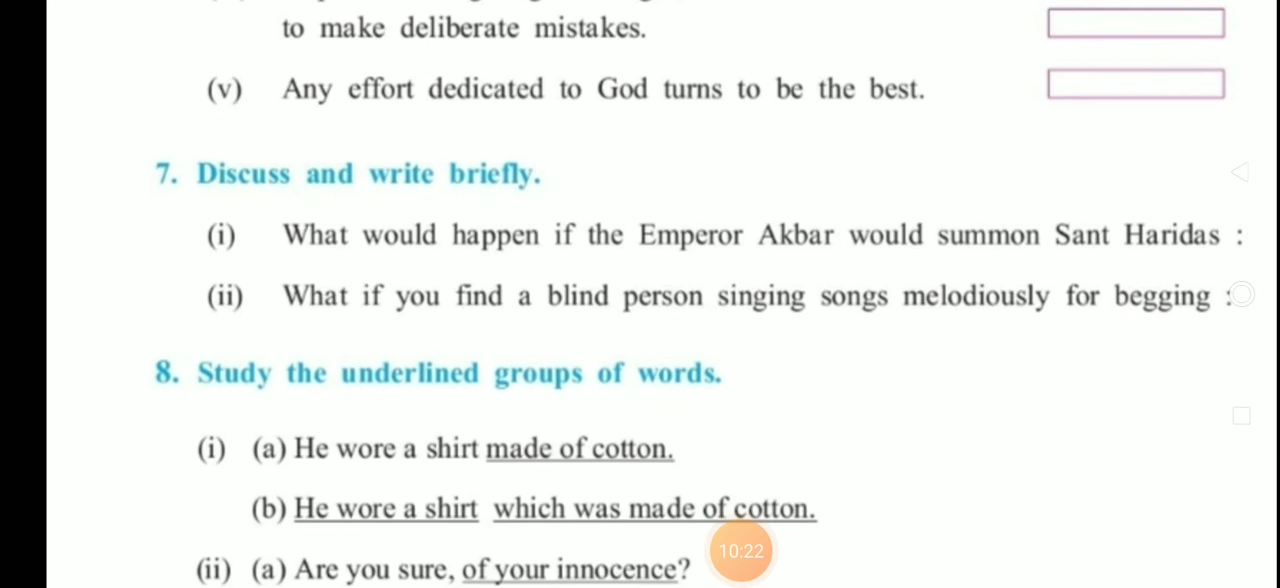 to make deliberate mistakes.
(v) Any effort dedicated to God turns to be the best.
7. Discuss and write briefly.
(i) What would happen if the Emperor Akbar would summon Sant Haridas :
(ii) What if you find a blind person singing songs melodiously for begging :
8. Study the underlined groups of words.
(i) (a) He wore a shirt made of cotton.
(b) He wore a shirt which was made of cotton.
10:22
(ii) (a) Are you sure, of your innocence?